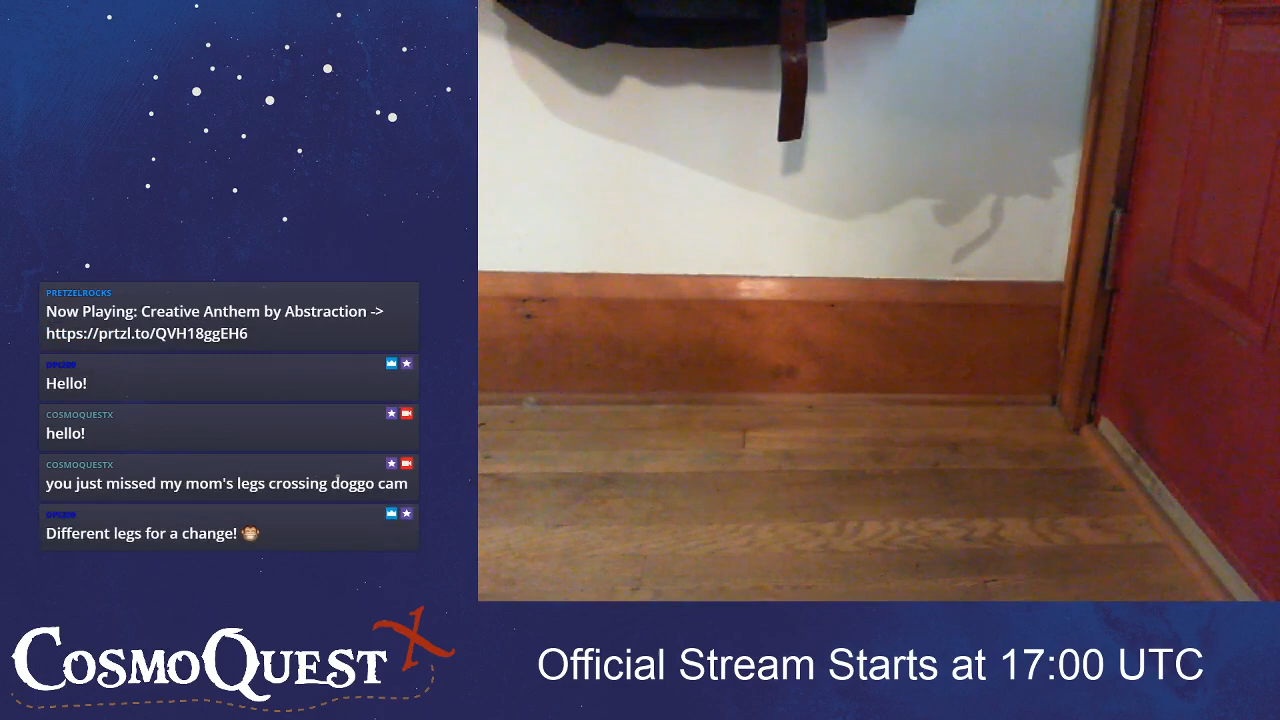 PRETZELROCKS
Now Playing: Creative Anthem by Abstraction ->
https://prtzl.to/QVH18ggEH6
Hello!
COSMOQUESTX
hello!
COSMOQUESTX
you just missed my mom's legs crossing doggo cam
Different legs for a change! 🐵
COSMOQUEST X
Official Stream Starts at 17:00 UTC